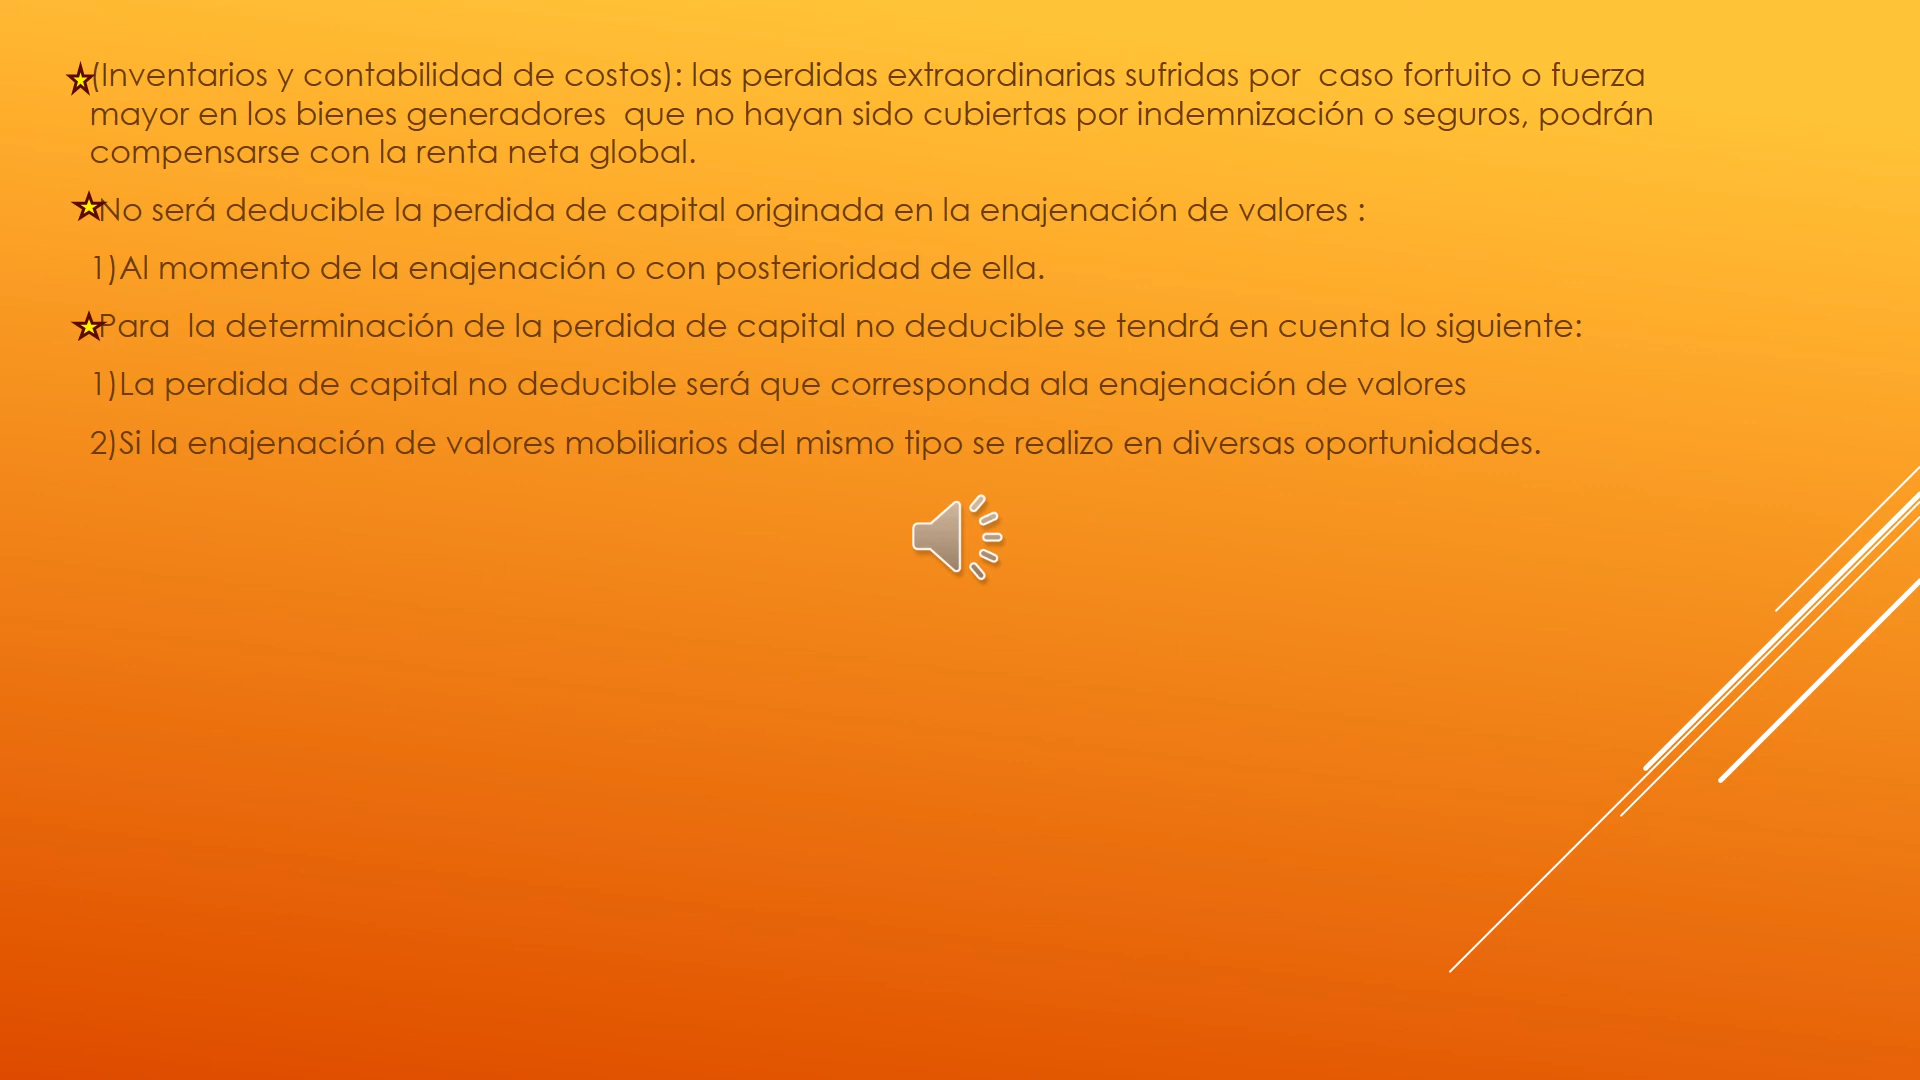 (Inventarios y contabilidad de costos): las perdidas extraordinarias sufridas por  caso fortuito o fuerza
mayor en los bienes generadores  que no hayan sido cubiertas por indemnización o seguros, podrán
compensarse con la renta neta global.
No será deducible la perdida de capital originada en la enajenación de valores :
1)Al momento de la enajenación o con posterioridad de ella.
Para  la determinación de la perdida de capital no deducible se tendrá en cuenta lo siguiente:
1)La perdida de capital no deducible será que corresponda ala enajenación de valores
2)Si la enajenación de valores mobiliarios del mismo tipo se realizo en diversas oportunidades.